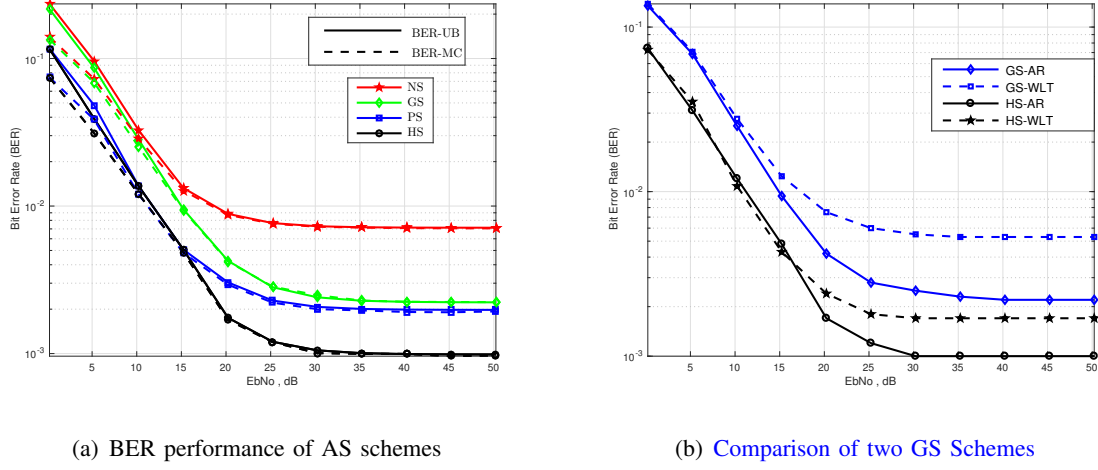 10^-1
10^-2
10^-3
Bit Error Rate (BER)
5 10 15 20 25 30 35 40 45 50
EbNo , dB
BER-UB
BER-MC
NS
GS
PS
HS
(a) BER performance of AS schemes
10^-1
10^-2
10^-3
Bit Error Rate (BER)
5 10 15 20 25 30 35 40 45 50
EbNo , dB
GS-AR
GS-WLT
HS-AR
HS-WLT
(b) Comparison of two GS Schemes